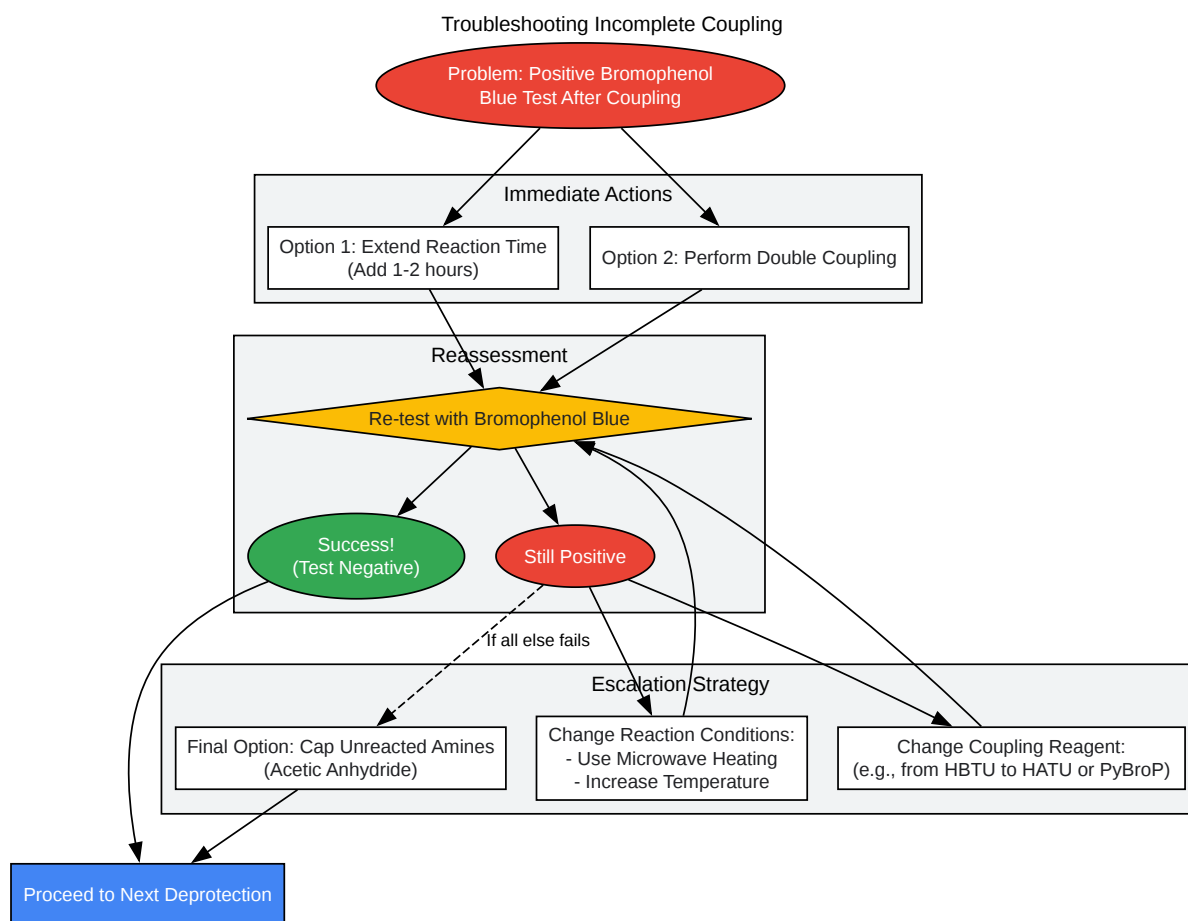 Troubleshooting Incomplete Coupling
Problem: Positive Bromophenol
Blue Test After Coupling
Immediate Actions
Option 1: Extend Reaction Time
(Add 1-2 hours)
Option 2: Perform Double Coupling
Reassessment
Re-test with Bromophenol Blue
Success!
(Test Negative)
Still Positive
If all else fails
Escalation Strategy
Final Option: Cap Unreacted Amines
(Acetic Anhydride)
Change Reaction Conditions:
- Use Microwave Heating
- Increase Temperature
Change Coupling Reagent:
(e.g., from HBTU to HATU or PyBroP)
Proceed to Next Deprotection